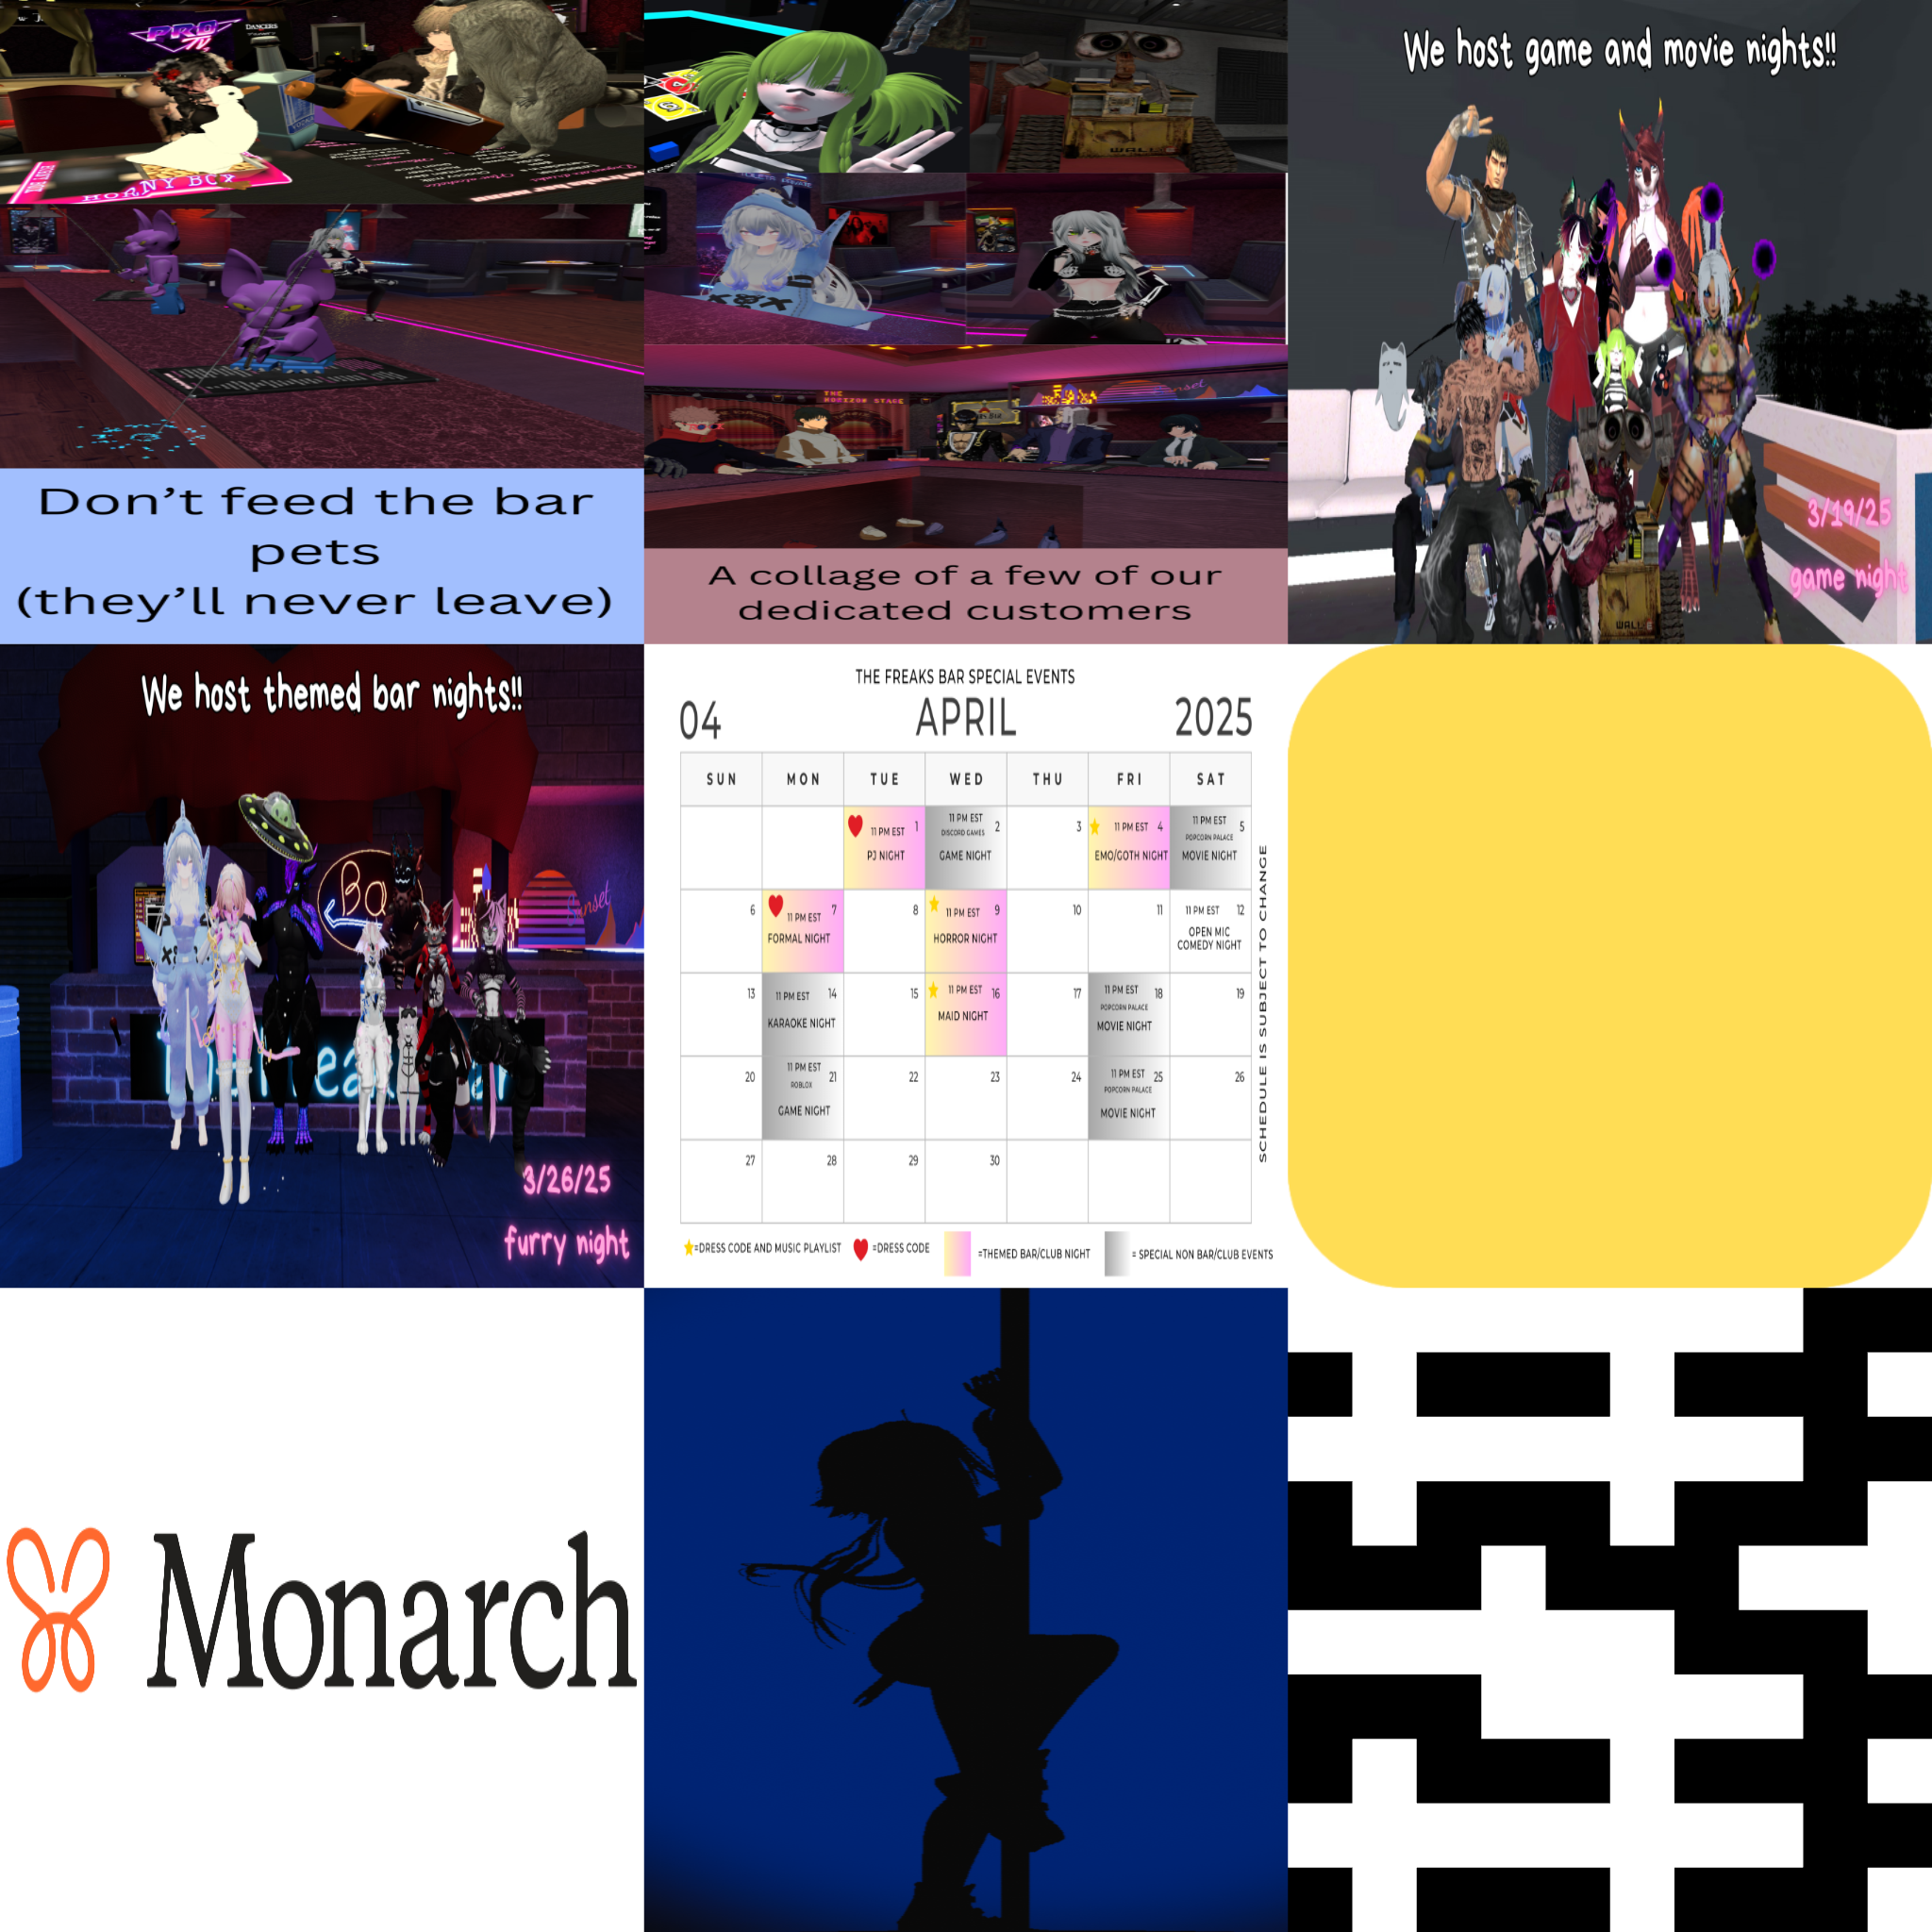 PRO
DANCERS
HORNY BOX
Don't feed the bar
pets
(they'll never leave)
WALL
THE
HORIZON STAGE
A collage of a few of our
dedicated customers
We host game and movie nights!!
3/19/25
game night
WALL
We host themed bar nights!!
Ba
Sunset
3/26/25
furry night
THE FREAKS BAR SPECIAL EVENTS
04 APRIL 2025
SUN MON TUE WED THU FRI SAT
11 PM EST 1
PJ NIGHT
11 PM EST 2
DISCORD GAMES
GAME NIGHT
3
11 PM EST 4
EMO/GOTH NIGHT
11 PM EST 5
POPCORN PALACE
MOVIE NIGHT
6
11 PM EST 7
FORMAL NIGHT
8
11 PM EST 9
HORROR NIGHT
10
11
11 PM EST 12
OPEN MIC
COMEDY NIGHT
13
11 PM EST 14
KARAOKE NIGHT
15
11 PM EST 16
MAID NIGHT
17
11 PM EST 18
POPCORN PALACE
MOVIE NIGHT
19
20
11 PM EST 21
ROBLOX
GAME NIGHT
22
23
24
11 PM EST 25
POPCORN PALACE
MOVIE NIGHT
26
27
28
29
30
SCHEDULE IS SUBJECT TO CHANGE
=DRESS CODE AND MUSIC PLAYLIST
=DRESS CODE
=THEMED BAR/CLUB NIGHT
= SPECIAL NON BAR/CLUB EVENTS
Monarch